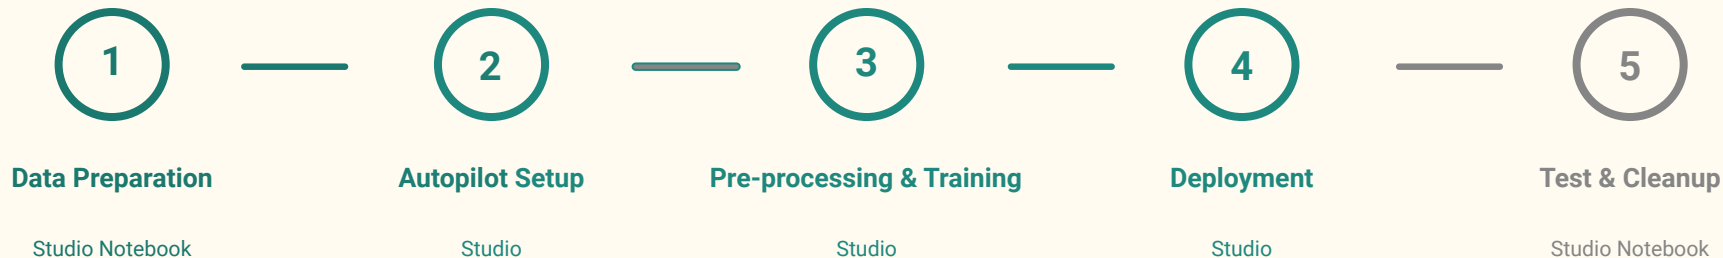 1
2
3
4
5
Data Preparation
Autopilot Setup
Pre-processing & Training
Deployment
Test & Cleanup
Studio Notebook
Studio
Studio
Studio
Studio Notebook